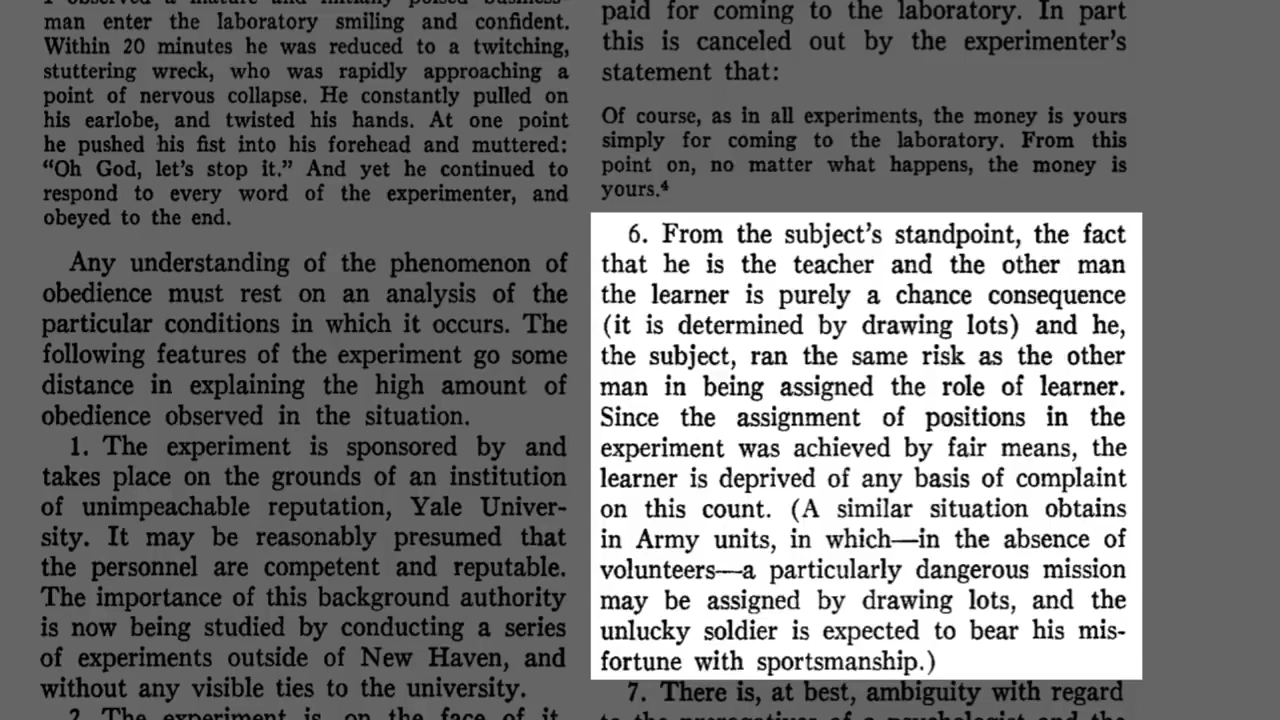 man enter the laboratory smiling and confident.
Within 20 minutes he was reduced to a twitching,
stuttering wreck, who was rapidly approaching a
point of nervous collapse. He constantly pulled on
his earlobe, and twisted his hands. At one point
he pushed his fist into his forehead and muttered:
“Oh God, let’s stop it.” And yet he continued to
respond to every word of the experimenter, and
obeyed to the end.
Any understanding of the phenomenon of
obedience must rest on an analysis of the
particular conditions in which it occurs. The
following features of the experiment go some
distance in explaining the high amount of
obedience observed in the situation.
1. The experiment is sponsored by and
takes place on the grounds of an institution
of unimpeachable reputation, Yale Univer-
sity. It may be reasonably presumed that
the personnel are competent and reputable.
The importance of this background authority
is now being studied by conducting a series
of experiments outside of New Haven, and
without any visible ties to the university.
2. The experiment is, on the face of it,
paid for coming to the laboratory. In part
this is canceled out by the experimenter’s
statement that:
Of course, as in all experiments, the money is yours
simply for coming to the laboratory. From this
point on, no matter what happens, the money is
yours.⁴
6. From the subject’s standpoint, the fact
that he is the teacher and the other man
the learner is purely a chance consequence
(it is determined by drawing lots) and he,
the subject, ran the same risk as the other
man in being assigned the role of learner.
Since the assignment of positions in the
experiment was achieved by fair means, the
learner is deprived of any basis of complaint
on this count. (A similar situation obtains
in Army units, in which—in the absence of
volunteers—a particularly dangerous mission
may be assigned by drawing lots, and the
unlucky soldier is expected to bear his mis-
fortune with sportsmanship.)
7. There is, at best, ambiguity with regard